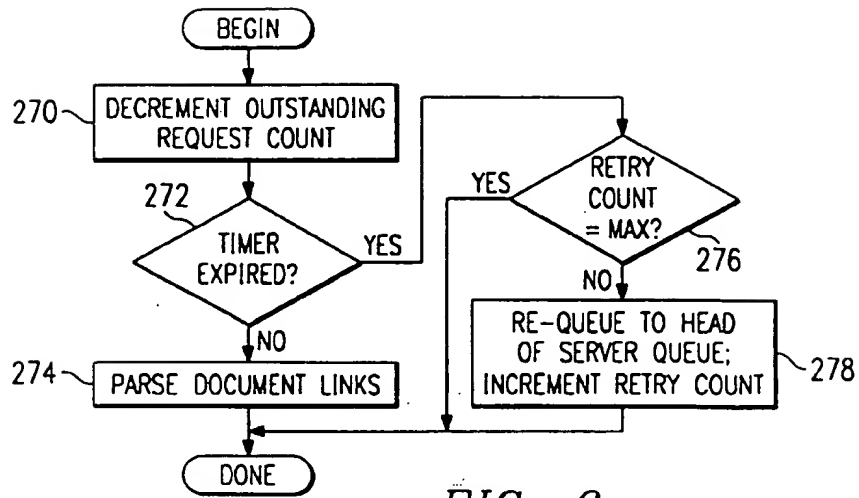 BEGIN
270
DECREMENT OUTSTANDING
REQUEST COUNT
272
TIMER
EXPIRED?
YES
NO
274
PARSE DOCUMENT LINKS
DONE
RETRY
COUNT
= MAX?
YES
276
NO
RE-QUEUE TO HEAD
OF SERVER QUEUE;
INCREMENT RETRY COUNT
278
FIG.